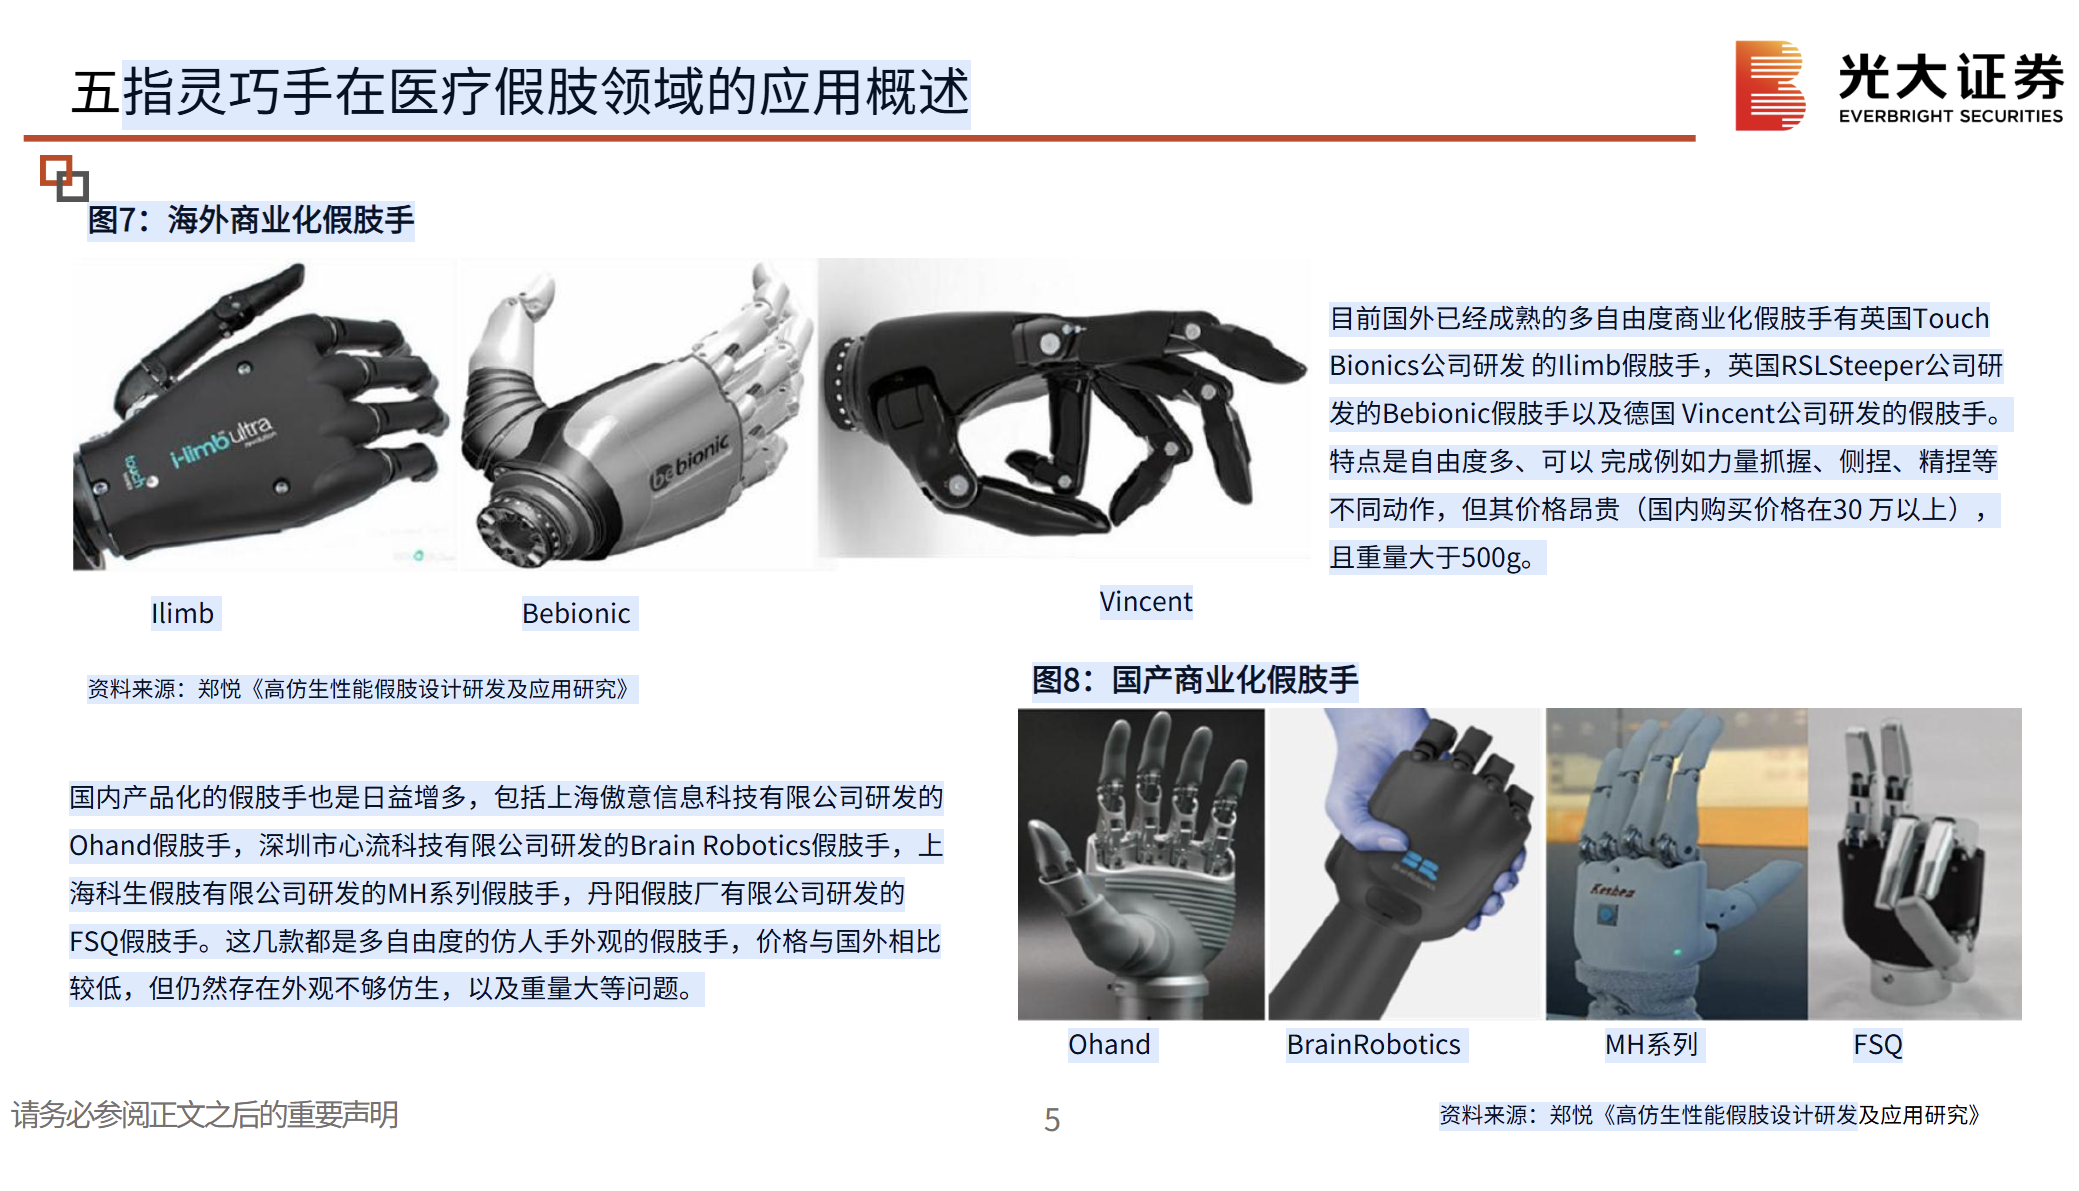 五指灵巧手在医疗假肢领域的应用概述
光大证券
EVERBRIGHT SECURITIES
图7：海外商业化假肢手
i-limb ultra
revolution
touch
bebionic
目前国外已经成熟的多自由度商业化假肢手有英国Touch
Bionics公司研发 的Ilimb假肢手，英国RSLSteeper公司研
发的Bebionic假肢手以及德国 Vincent公司研发的假肢手。
特点是自由度多、可以 完成例如力量抓握、侧捏、精捏等
不同动作，但其价格昂贵（国内购买价格在30 万以上），
且重量大于500g。
Ilimb
Bebionic
Vincent
资料来源：郑悦《高仿生性能假肢设计研发及应用研究》
国内产品化的假肢手也是日益增多，包括上海傲意信息科技有限公司研发的
Ohand假肢手，深圳市心流科技有限公司研发的Brain Robotics假肢手，上
海科生假肢有限公司研发的MH系列假肢手，丹阳假肢厂有限公司研发的
FSQ假肢手。这几款都是多自由度的仿人手外观的假肢手，价格与国外相比
较低，但仍然存在外观不够仿生，以及重量大等问题。
图8：国产商业化假肢手
BrainRobotics
Keshen
Ohand
BrainRobotics
MH系列
FSQ
资料来源：郑悦《高仿生性能假肢设计研发及应用研究》
请务必参阅正文之后的重要声明
5